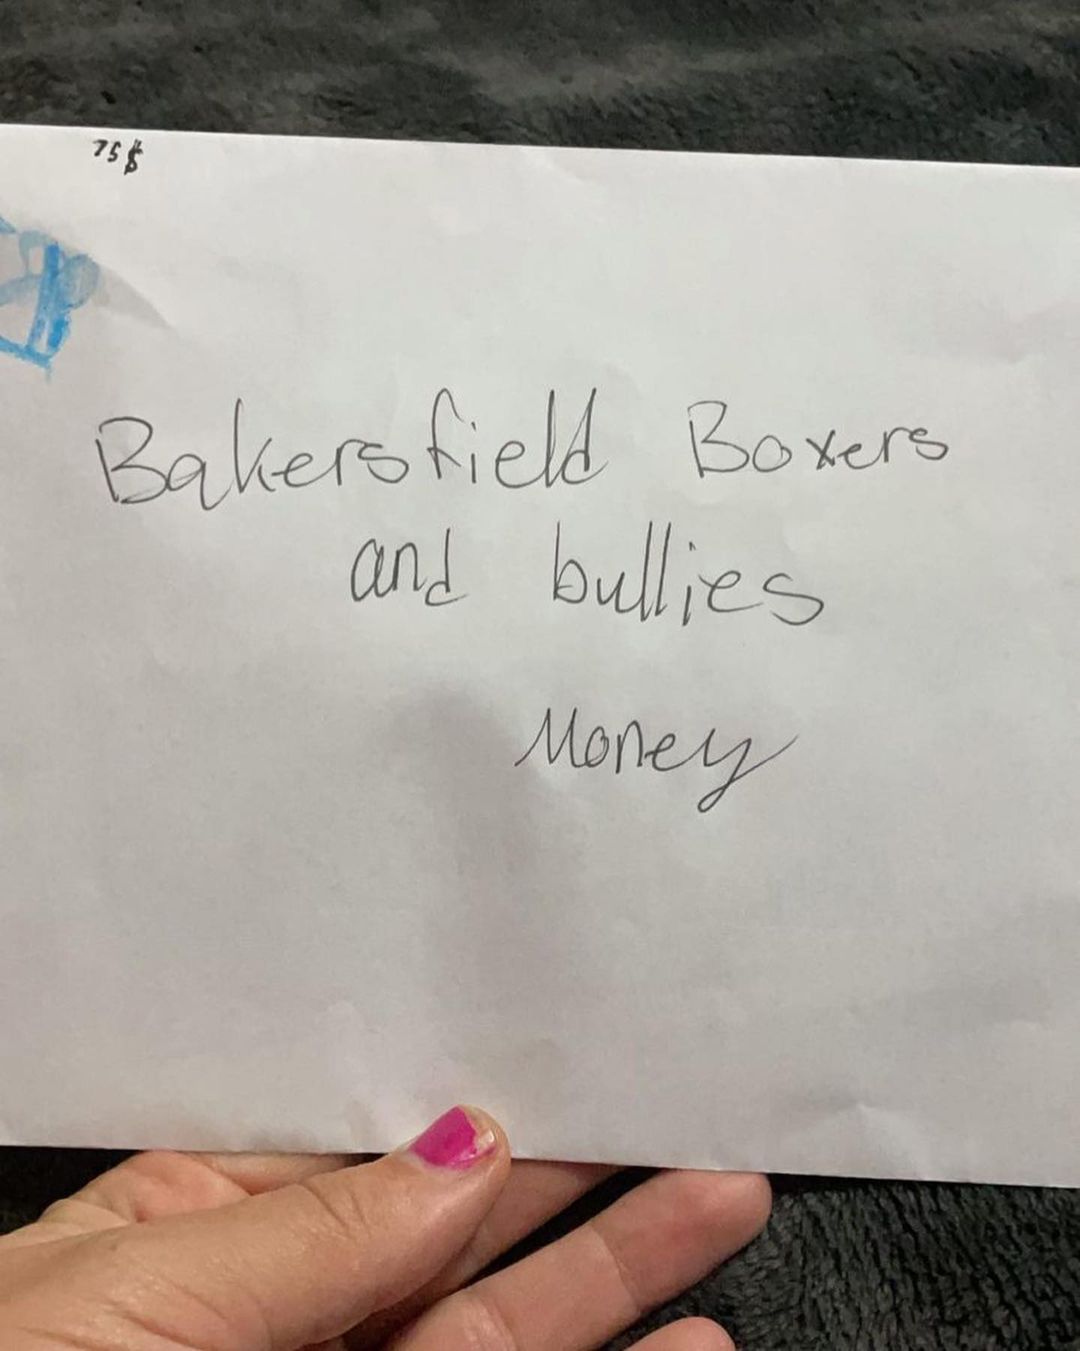 75$
Bakersfield Boxers
and bullies
Money